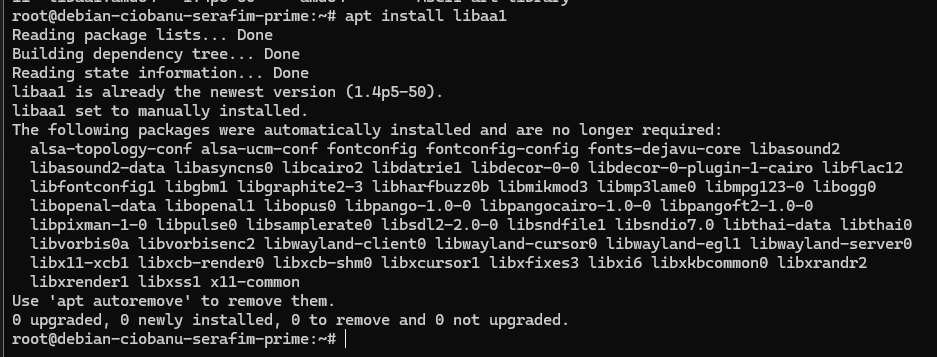 root@debian-ciobanu-serafim-prime:~# apt install libaa1
Reading package lists... Done
Building dependency tree... Done
Reading state information... Done
libaa1 is already the newest version (1.4p5-50).
libaa1 set to manually installed.
The following packages were automatically installed and are no longer required:
  alsa-topology-conf alsa-ucm-conf fontconfig fontconfig-config fonts-dejavu-core libasound2
  libasound2-data libasyncns0 libcairo2 libdatrie1 libdecor-0-0 libdecor-0-plugin-1-cairo libflac12
  libfontconfig1 libgbm1 libgraphite2-3 libharfbuzz0b libmikmod3 libmp3lame0 libmpg123-0 libogg0
  libopenal-data libopenal1 libopus0 libpango-1.0-0 libpangocairo-1.0-0 libpangoft2-1.0-0
  libpixman-1-0 libpulse0 libsamplerate0 libsdl2-2.0-0 libsndfile1 libsndio7.0 libthai-data libthai0
  libvorbis0a libvorbisenc2 libwayland-client0 libwayland-cursor0 libwayland-egl1 libwayland-server0
  libx11-xcb1 libxcb-render0 libxcb-shm0 libxcursor1 libxfixes3 libxi6 libxkbcommon0 libxrandr2
  libxrender1 libxss1 x11-common
Use 'apt autoremove' to remove them.
0 upgraded, 0 newly installed, 0 to remove and 0 not upgraded.
root@debian-ciobanu-serafim-prime:~#